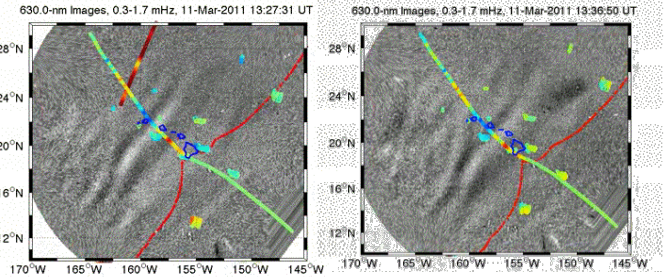 630.0-nm Images, 0.3-1.7 mHz, 11-Mar-2011 13:27:31 UT
28°N
24°N
20°N
16°N
12°N
170°W 165°W 160°W 155°W 150°W 145°W
630.0-nm Images, 0.3-1.7 mHz, 11-Mar-2011 13:36:50 UT
28°N
24°N
20°N
16°N
12°N
170°W 165°W 160°W 155°W 150°W 145°W